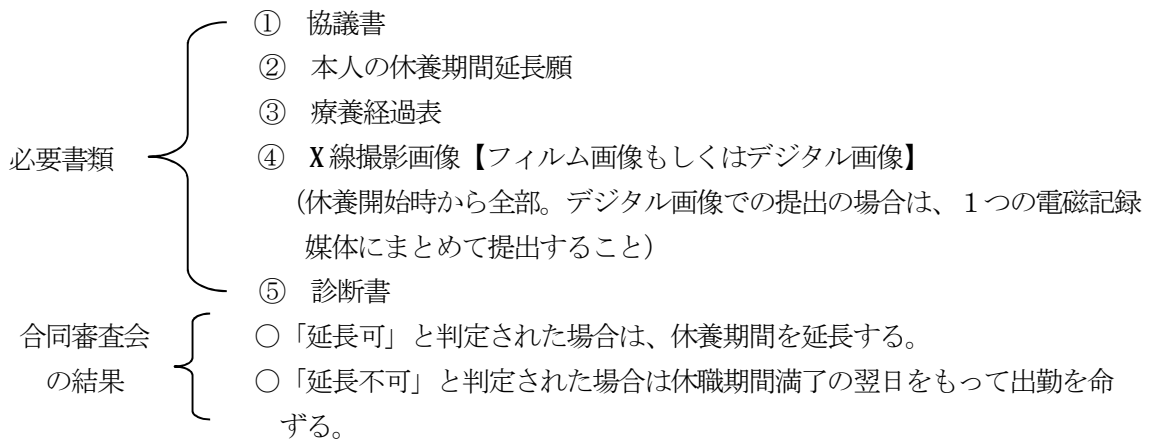 ① 協議書
② 本人の休養期間延長願
③ 療養経過表
必要書類
④ X線撮影画像【フィルム画像もしくはデジタル画像】
(休養開始時から全部。デジタル画像での提出の場合は、1つの電磁記録
媒体にまとめて提出すること)
⑤ 診断書
合同審査会
の結果
○「延長可」と判定された場合は、休養期間を延長する。
○「延長不可」と判定された場合は休職期間満了の翌日をもって出勤を命
ずる。